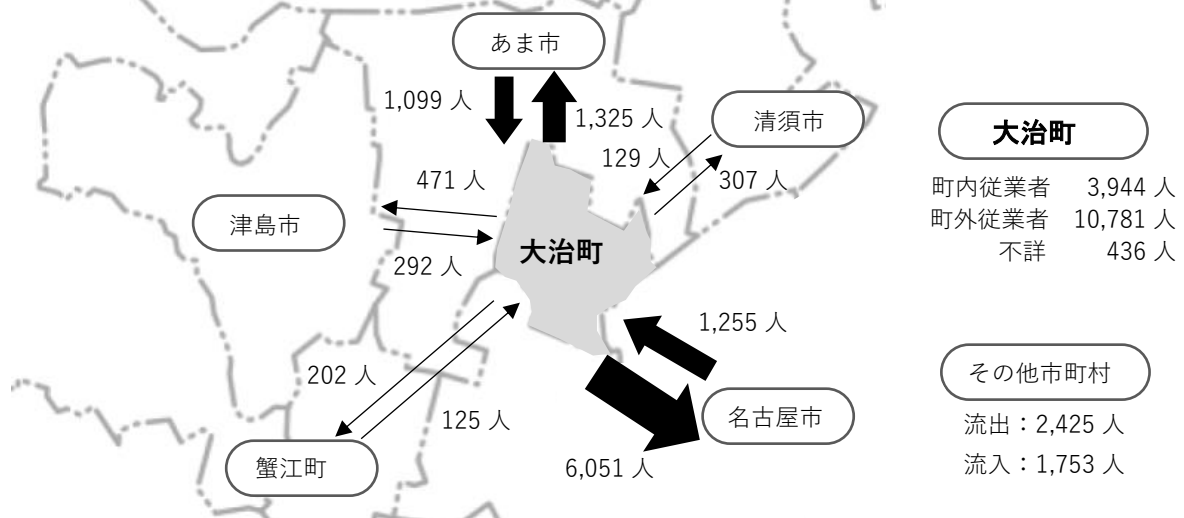 あま市
1,099 人
1,325 人
清須市
129 人
307 人
471 人
津島市
292 人
大治町
1,255 人
202 人
125 人
名古屋市
6,051 人
蟹江町
大治町
町内従業者 3,944 人
町外従業者 10,781 人
不詳 436 人
その他市町村
流出：2,425 人
流入：1,753 人